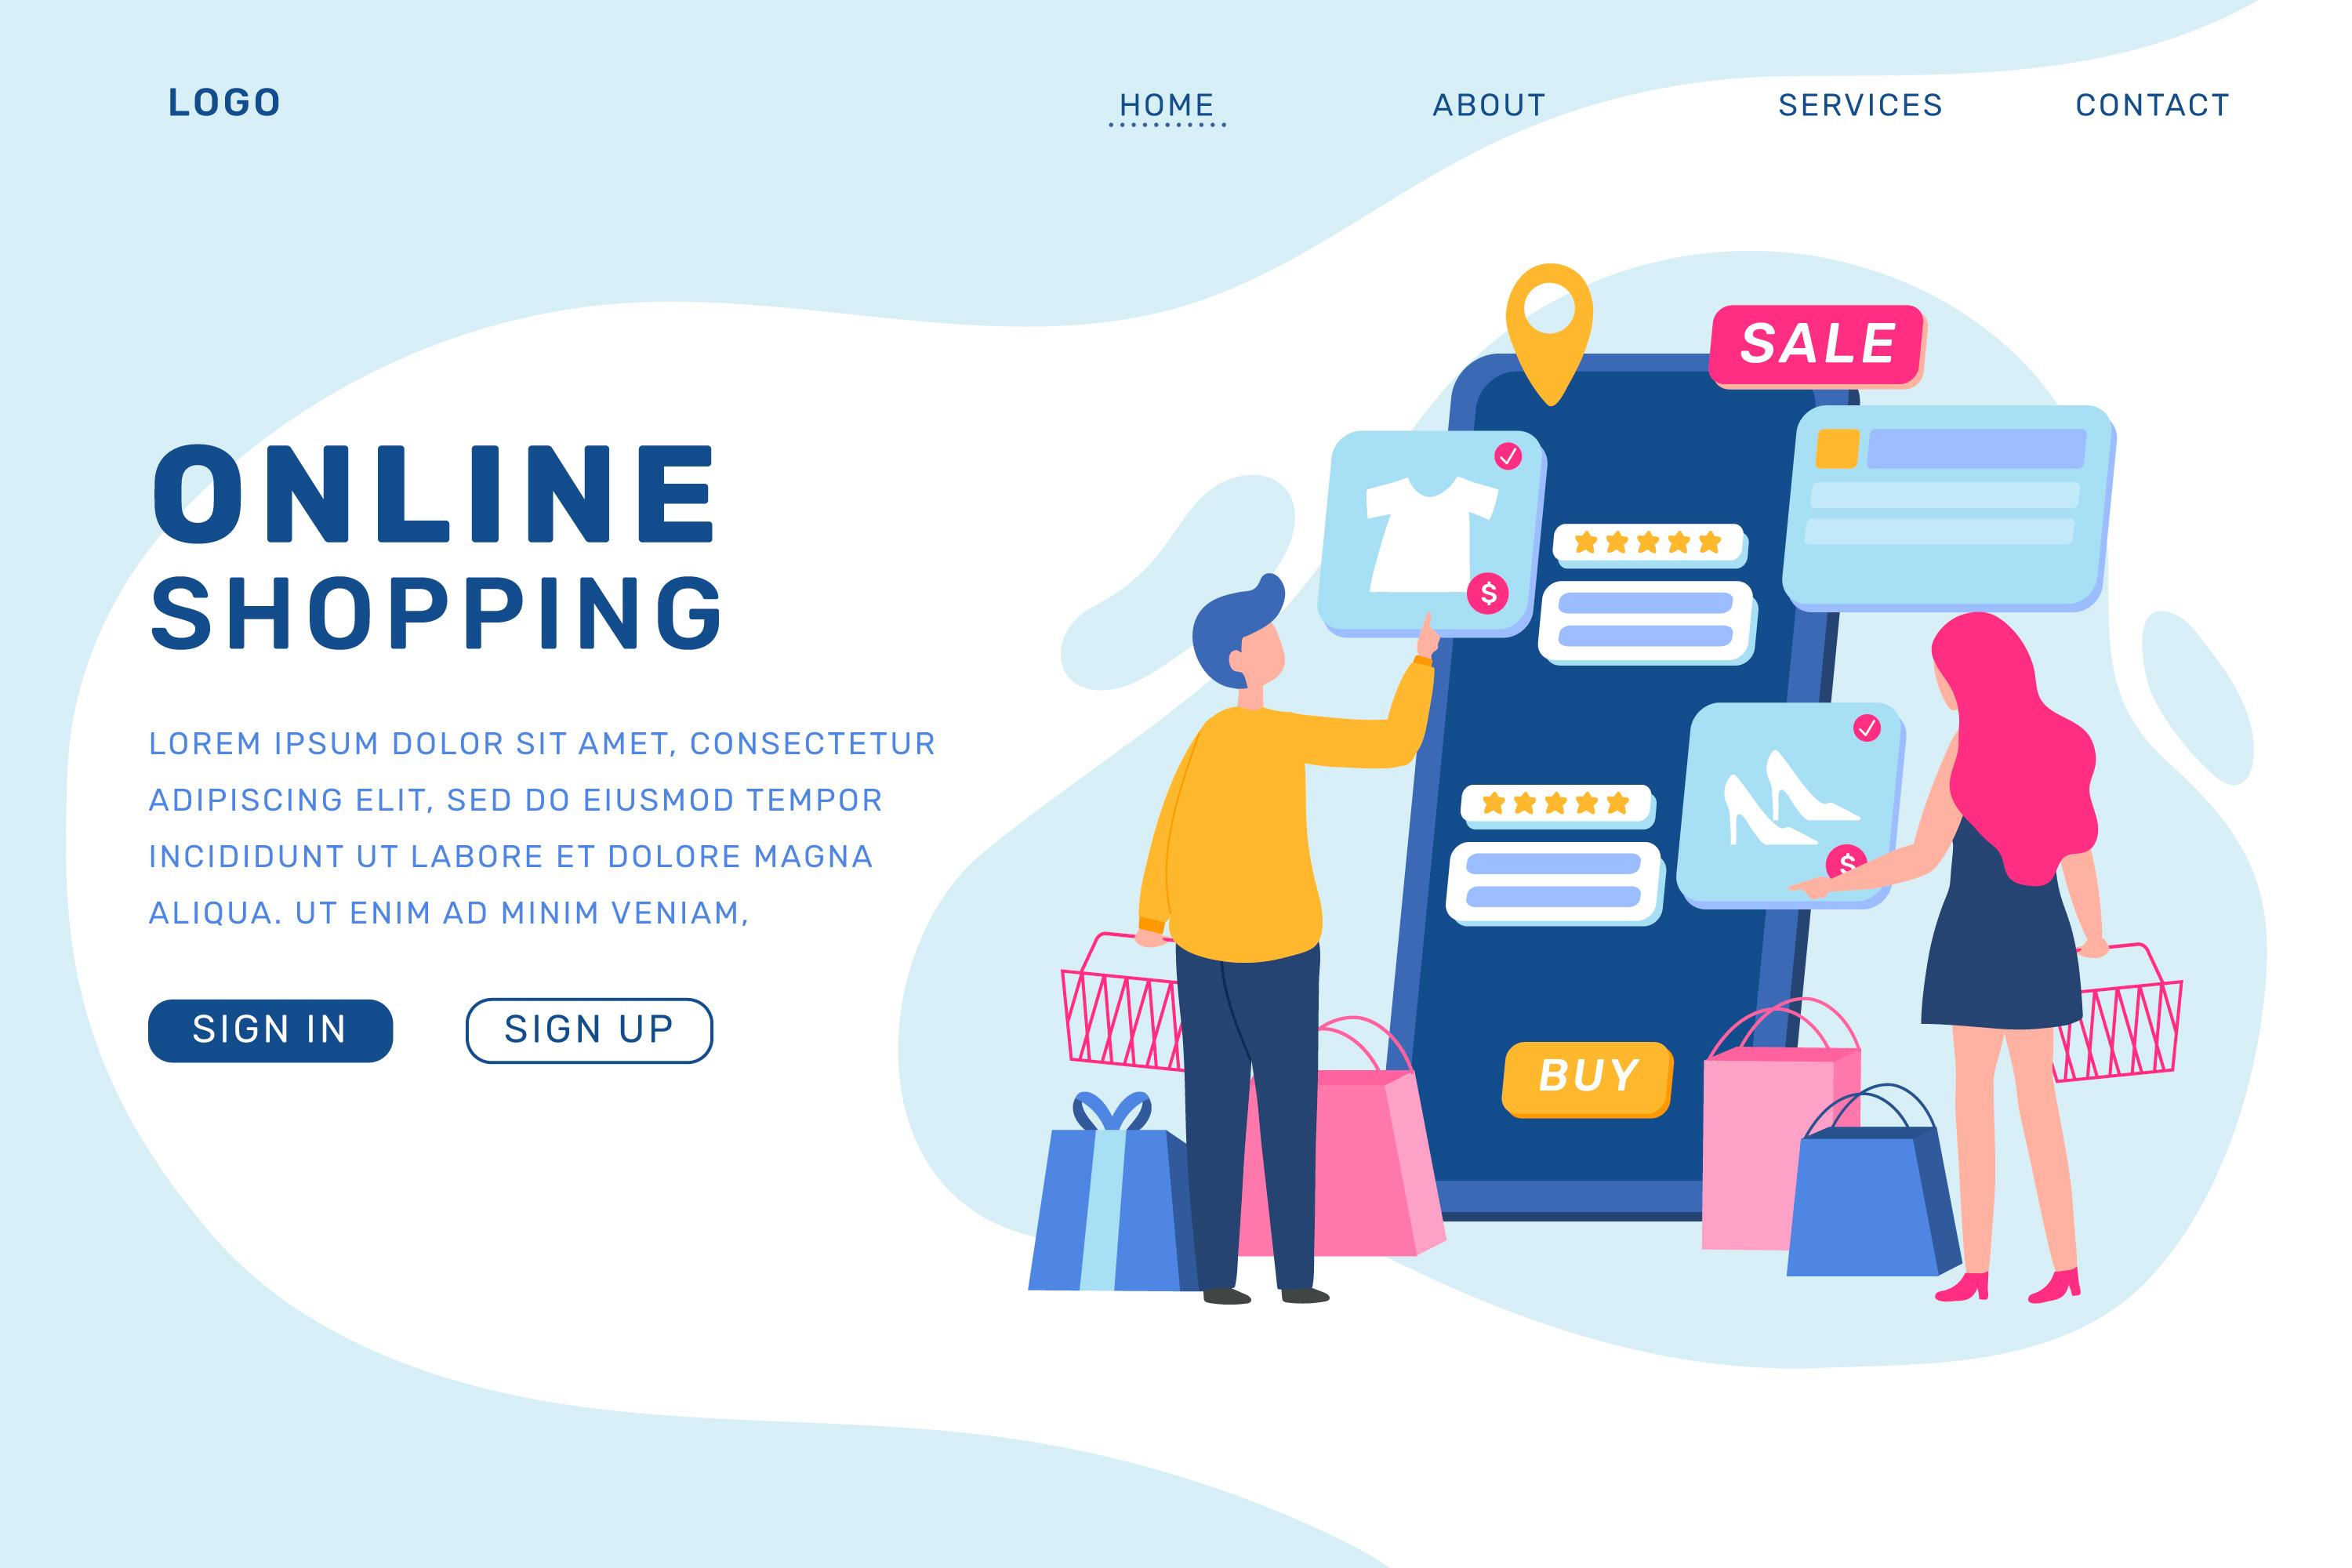 LOGO
HOME
ABOUT
SERVICES
CONTACT
SALE
ONLINE
SHOPPING
$
LOREM IPSUM DOLOR SIT AMET, CONSECTETUR
ADIPISCING ELIT, SED DO EIUSMOD TEMPOR
INCIDIDUNT UT LABORE ET DOLORE MAGNA
ALIQUA. UT ENIM AD MINIM VENIAM,
$
SIGN IN
SIGN UP
BUY